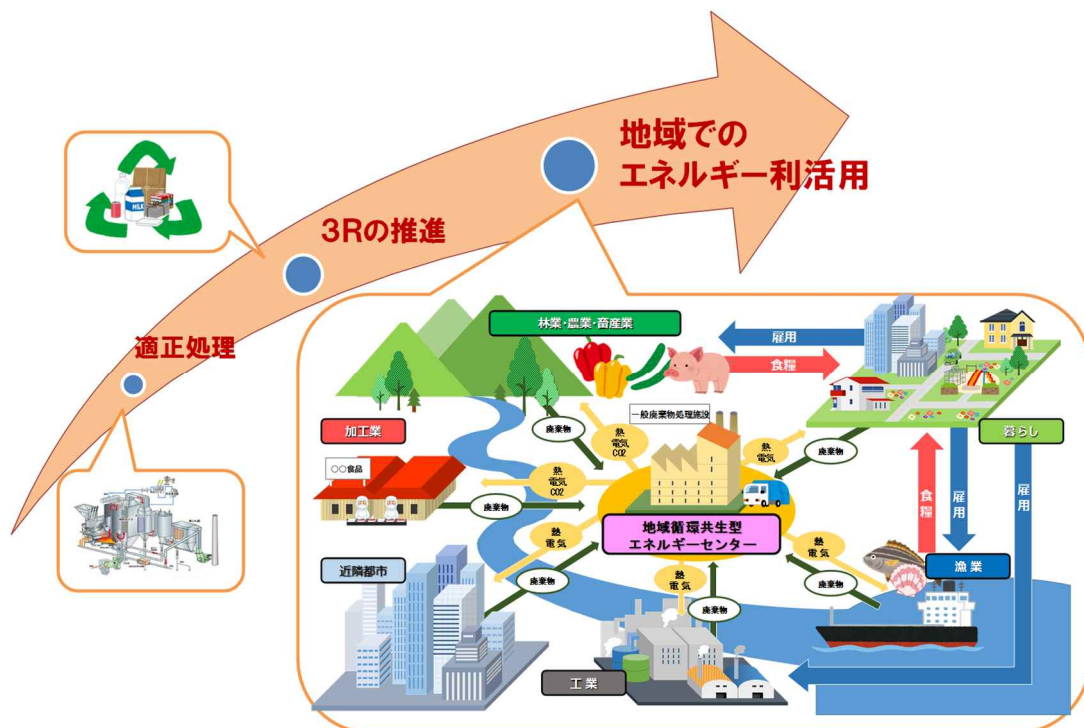 地域での
エネルギー利活用
3Rの推進
適正処理
MILK
林業・農業・畜産業
雇用
食糧
一般廃棄物処理施設
加工業
〇〇食品
廃棄物
熱
電気
CO2
熱
電気
廃棄物
暮らし
熱
電気
CO2
廃棄物
地域循環共生型
エネルギーセンター
食糧
雇用
雇用
近隣都市
熱
電気
廃棄物
熱
電気
廃棄物
熱
電気
廃棄物
漁業
工業